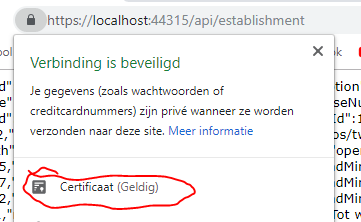 https://localhost:44315/api/establishment
Verbinding is beveiligd
Je gegevens (zoals wachtwoorden of
creditcardnummers) zijn privé wanneer ze worden
verzonden naar deze site. Meer informatie
Certificaat (Geldig)